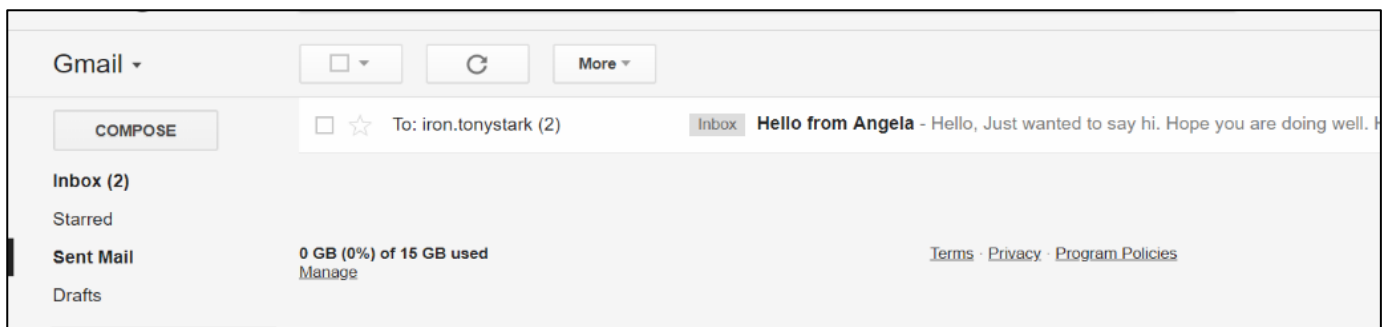 Gmail
More
COMPOSE
To: iron.tonystark (2) Inbox Hello from Angela - Hello, Just wanted to say hi. Hope you are doing well.
Inbox (2)
Starred
Sent Mail
0 GB (0%) of 15 GB used
Manage
Terms · Privacy · Program Policies
Drafts